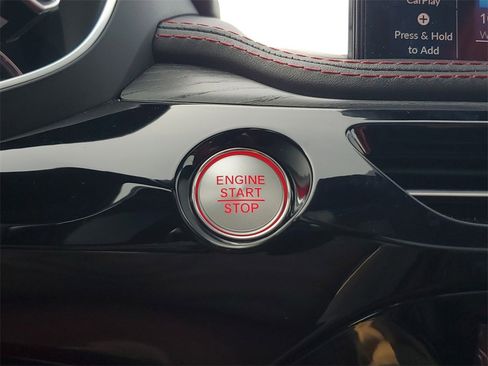 CarPlay
Press & Hold
to Add
ENGINE
START
STOP